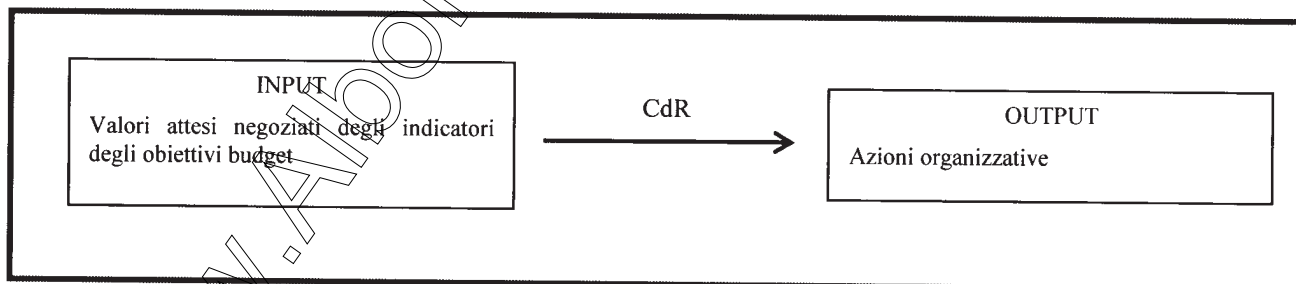 INPUT
Valori attesi negoziati degli indicatori
degli obiettivi budget
CdR
OUTPUT
Azioni organizzative